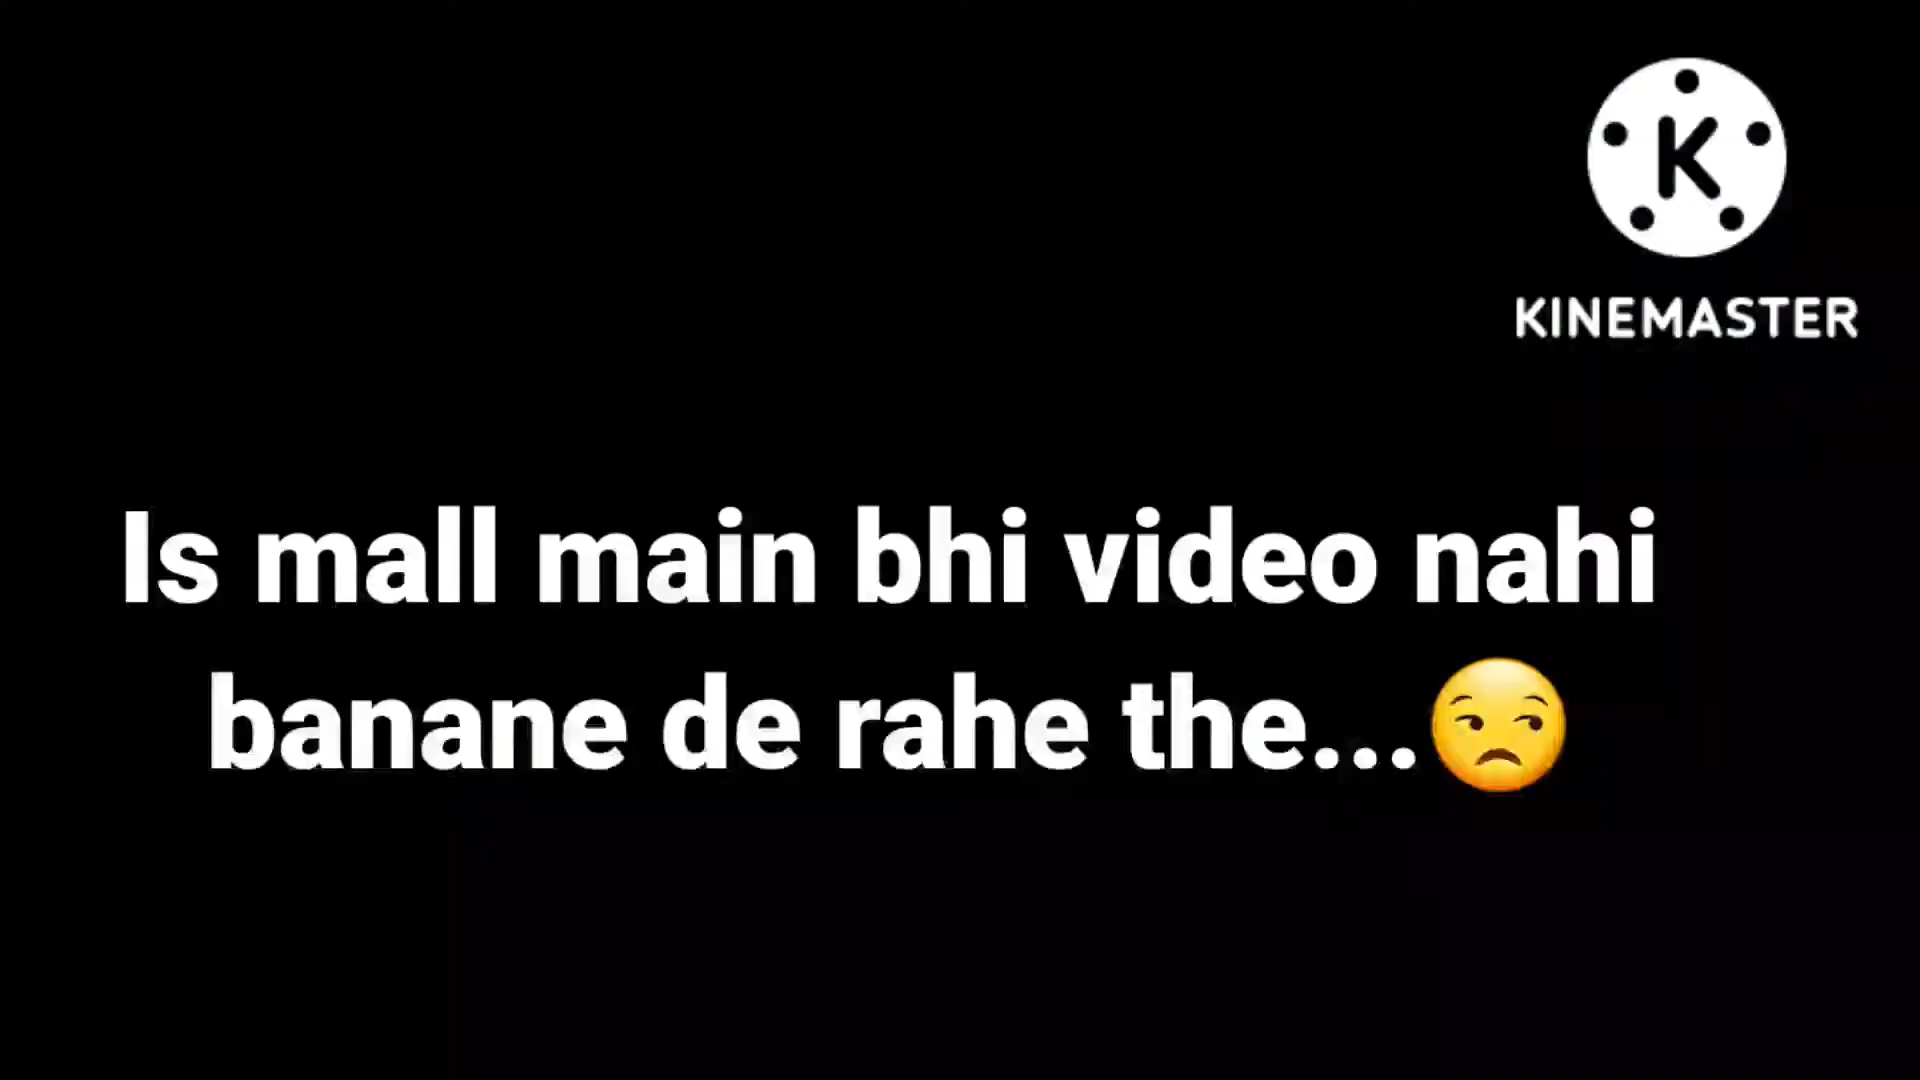 K
KINEMASTER
Is mall main bhi video nahi
banane de rahe the...😒